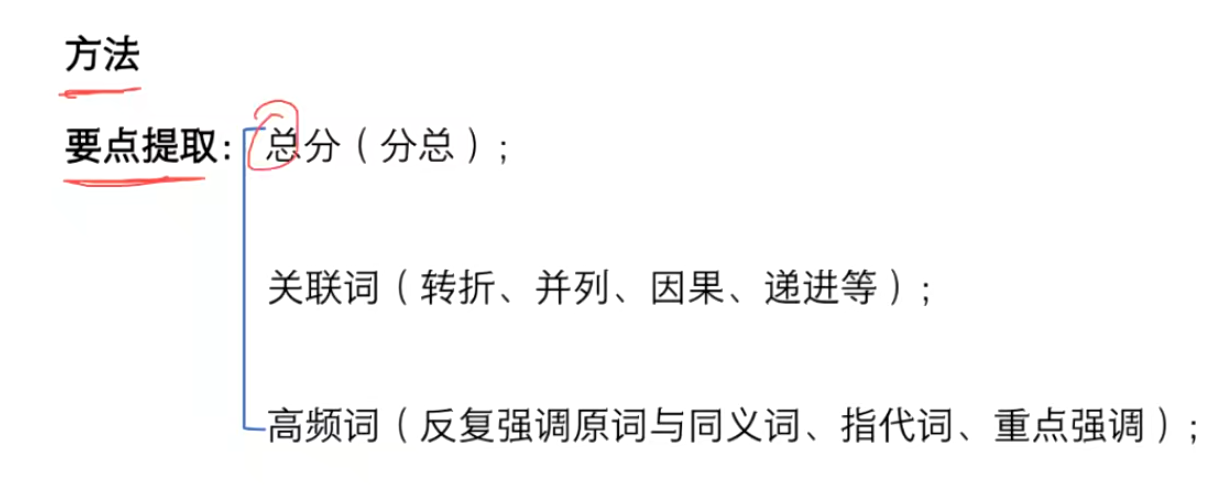 方法
要点提取：总分（分总）；
关联词（转折、并列、因果、递进等）；
高频词（反复强调原词与同义词、指代词、重点强调）；